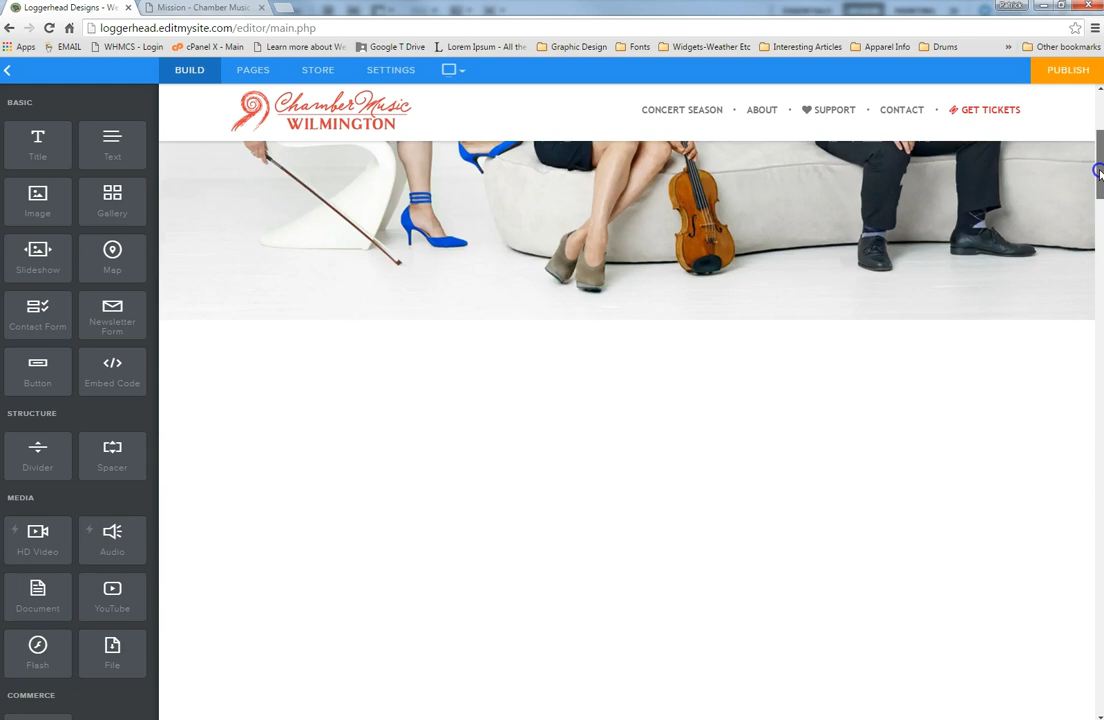 Patrick
Loggerhead Designs - We
Mission - Chamber Music
loggerhead.editmysite.com/editor/main.php
Apps EMAIL WHMCS - Login cPanel X - Main Learn more about We Google T Drive Lorem Ipsum - All the Graphic Design Fonts Widgets-Weather Etc Interesting Articles Apparel Info Drums » Other bookmarks
BUILD PAGES STORE SETTINGS PUBLISH
BASIC
Title Text
Image Gallery
Slideshow Map
Contact Form Newsletter Form
Button Embed Code
STRUCTURE
Divider Spacer
MEDIA
HD Video Audio
Document YouTube
Flash File
COMMERCE
Chamber Music
WILMINGTON
CONCERT SEASON • ABOUT • SUPPORT • CONTACT • GET TICKETS